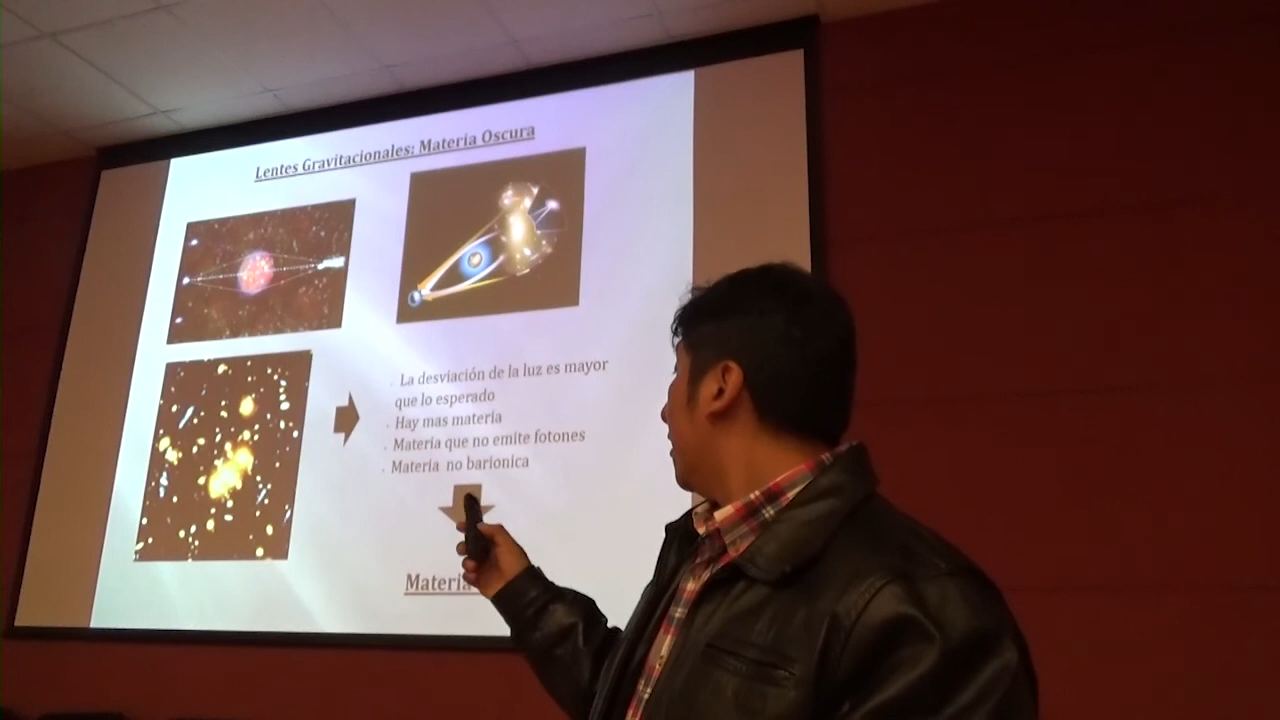 Lentes Gravitacionales: Materia Oscura
. La desviación de la luz es mayor
que lo esperado
. Hay mas materia
. Materia que no emite fotones
. Materia no barionica
Materia